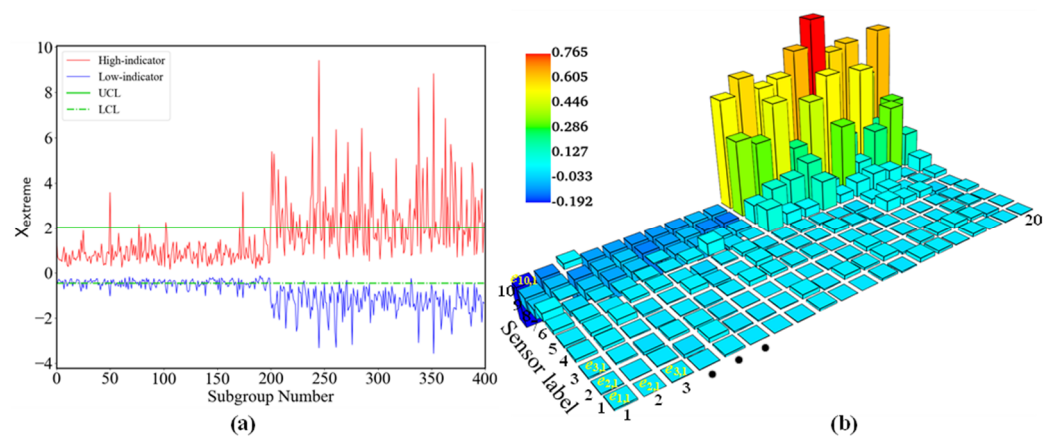 10
8
6
4
2
0
−2
−4
Xextreme
High-indicator
Low-indicator
UCL
LCL
0 50 100 150 200 250 300 350 400
Subgroup Number
(a)
0.765
0.605
0.446
0.286
0.127
-0.033
-0.192
20
e10,1
10
6
5
4
3
2
1
Sensor label
e3,1
e2,1
e1,1
e2,1
e3,1
1
2
3
(b)